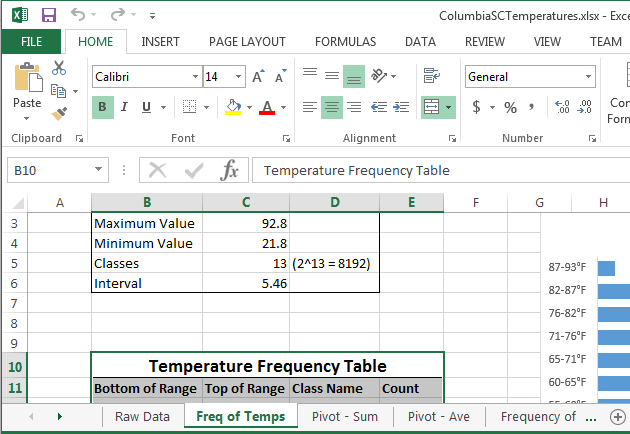 ColumbiaSCTemperatures.xlsx - Exce
FILE HOME INSERT PAGE LAYOUT FORMULAS DATA REVIEW VIEW TEAM
Calibri 14 A A General
Paste B I U A $ % , Con
Form
Clipboard Font Alignment Number
B10 fx Temperature Frequency Table
A B C D E F G H
3 Maximum Value 92.8
4 Minimum Value 21.8
5 Classes 13 (2^13 = 8192)
6 Interval 5.46
7
8
9
10 Temperature Frequency Table
11 Bottom of Range Top of Range Class Name Count
87-93°F
82-87°F
76-82°F
71-76°F
65-71°F
60-65°F
Raw Data Freq of Temps Pivot - Sum Pivot - Ave Frequency of ...